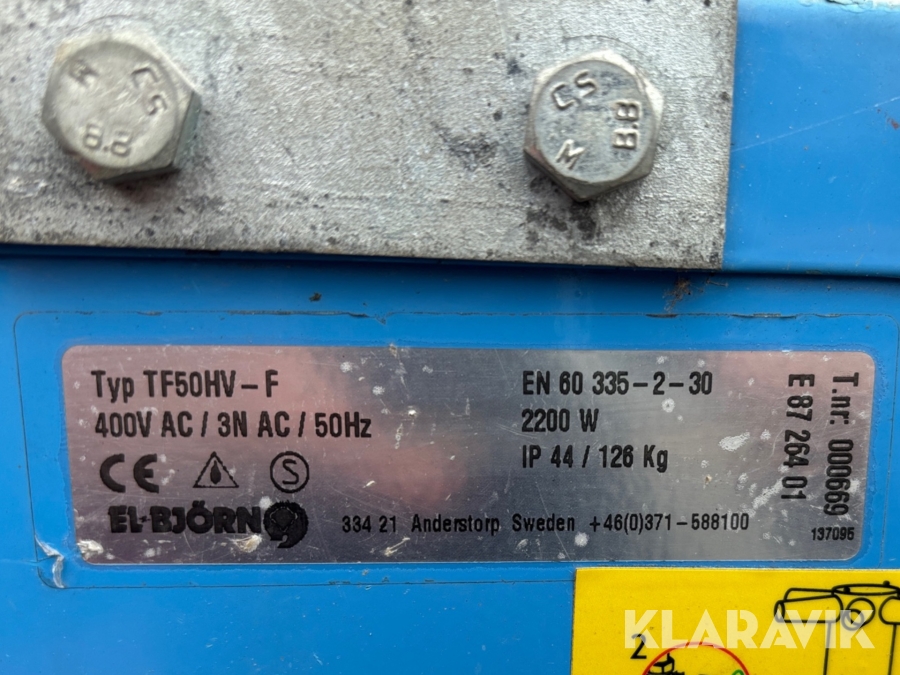 M CS 8.8
CS 8.8 M
Typ TF50HV-F
400V AC / 3N AC / 50Hz
EN 60 335-2-30
2200 W
IP 44 / 126 Kg
T.nr: 000669
E 87 264 01
137095
CE
S
EL-BJÖRN
334 21 Anderstorp Sweden +46(0)371-588100
2
KLARAVIK